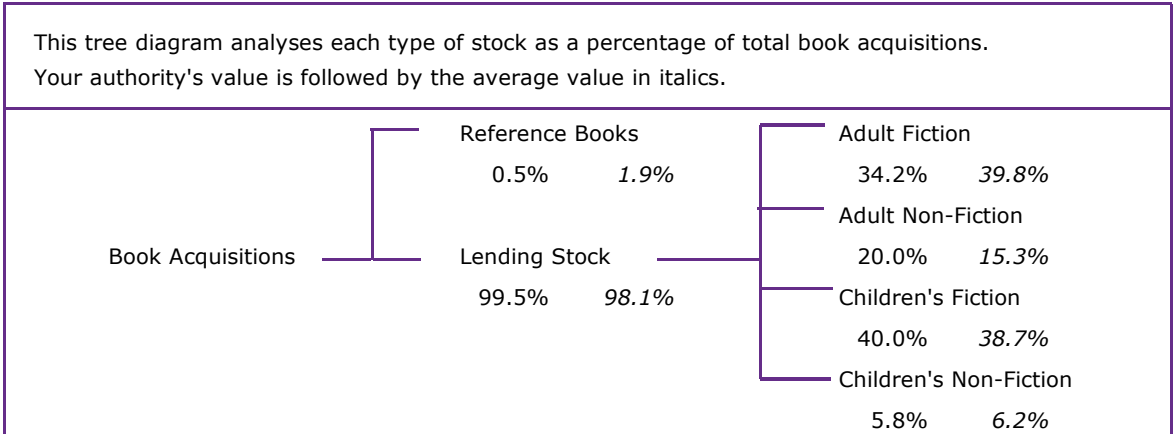 This tree diagram analyses each type of stock as a percentage of total book acquisitions.
Your authority's value is followed by the average value in italics.
Reference Books
0.5% 1.9%
Book Acquisitions
Lending Stock
99.5% 98.1%
Adult Fiction
34.2% 39.8%
Adult Non-Fiction
20.0% 15.3%
Children's Fiction
40.0% 38.7%
Children's Non-Fiction
5.8% 6.2%